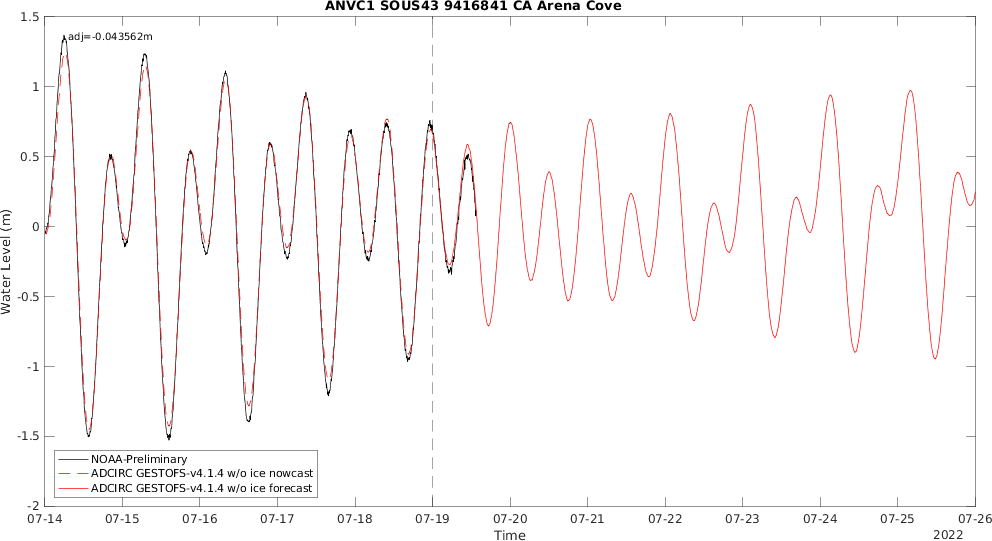 ANVC1 SOUS43 9416841 CA Arena Cove
adj=-0.043562m
1.5
1
0.5
0
-0.5
-1
-1.5
-2
Water Level (m)
NOAA-Preliminary
ADCIRC GESTOFS-v4.1.4 w/o ice nowcast
ADCIRC GESTOFS-v4.1.4 w/o ice forecast
07-14 07-15 07-16 07-17 07-18 07-19 07-20 07-21 07-22 07-23 07-24 07-25 07-26
Time
2022